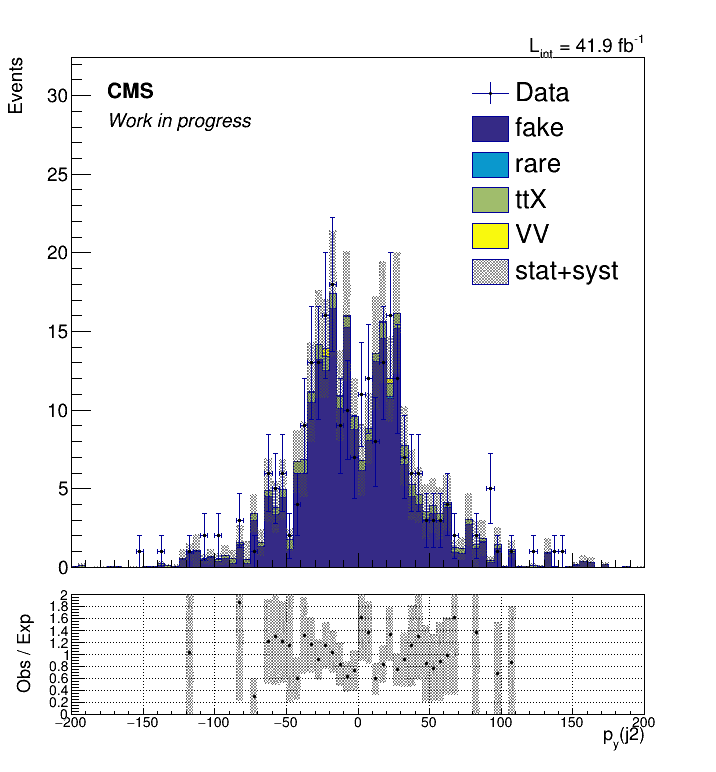 L_int = 41.9 fb^-1
Events
CMS
Work in progress
Data
fake
rare
ttX
VV
stat+syst
30
25
20
15
10
5
0
Obs / Exp
2
1.8
1.6
1.4
1.2
1
0.8
0.6
0.4
0.2
0
−200 −150 −100 −50 0 50 100 150 200
p_y(j2)